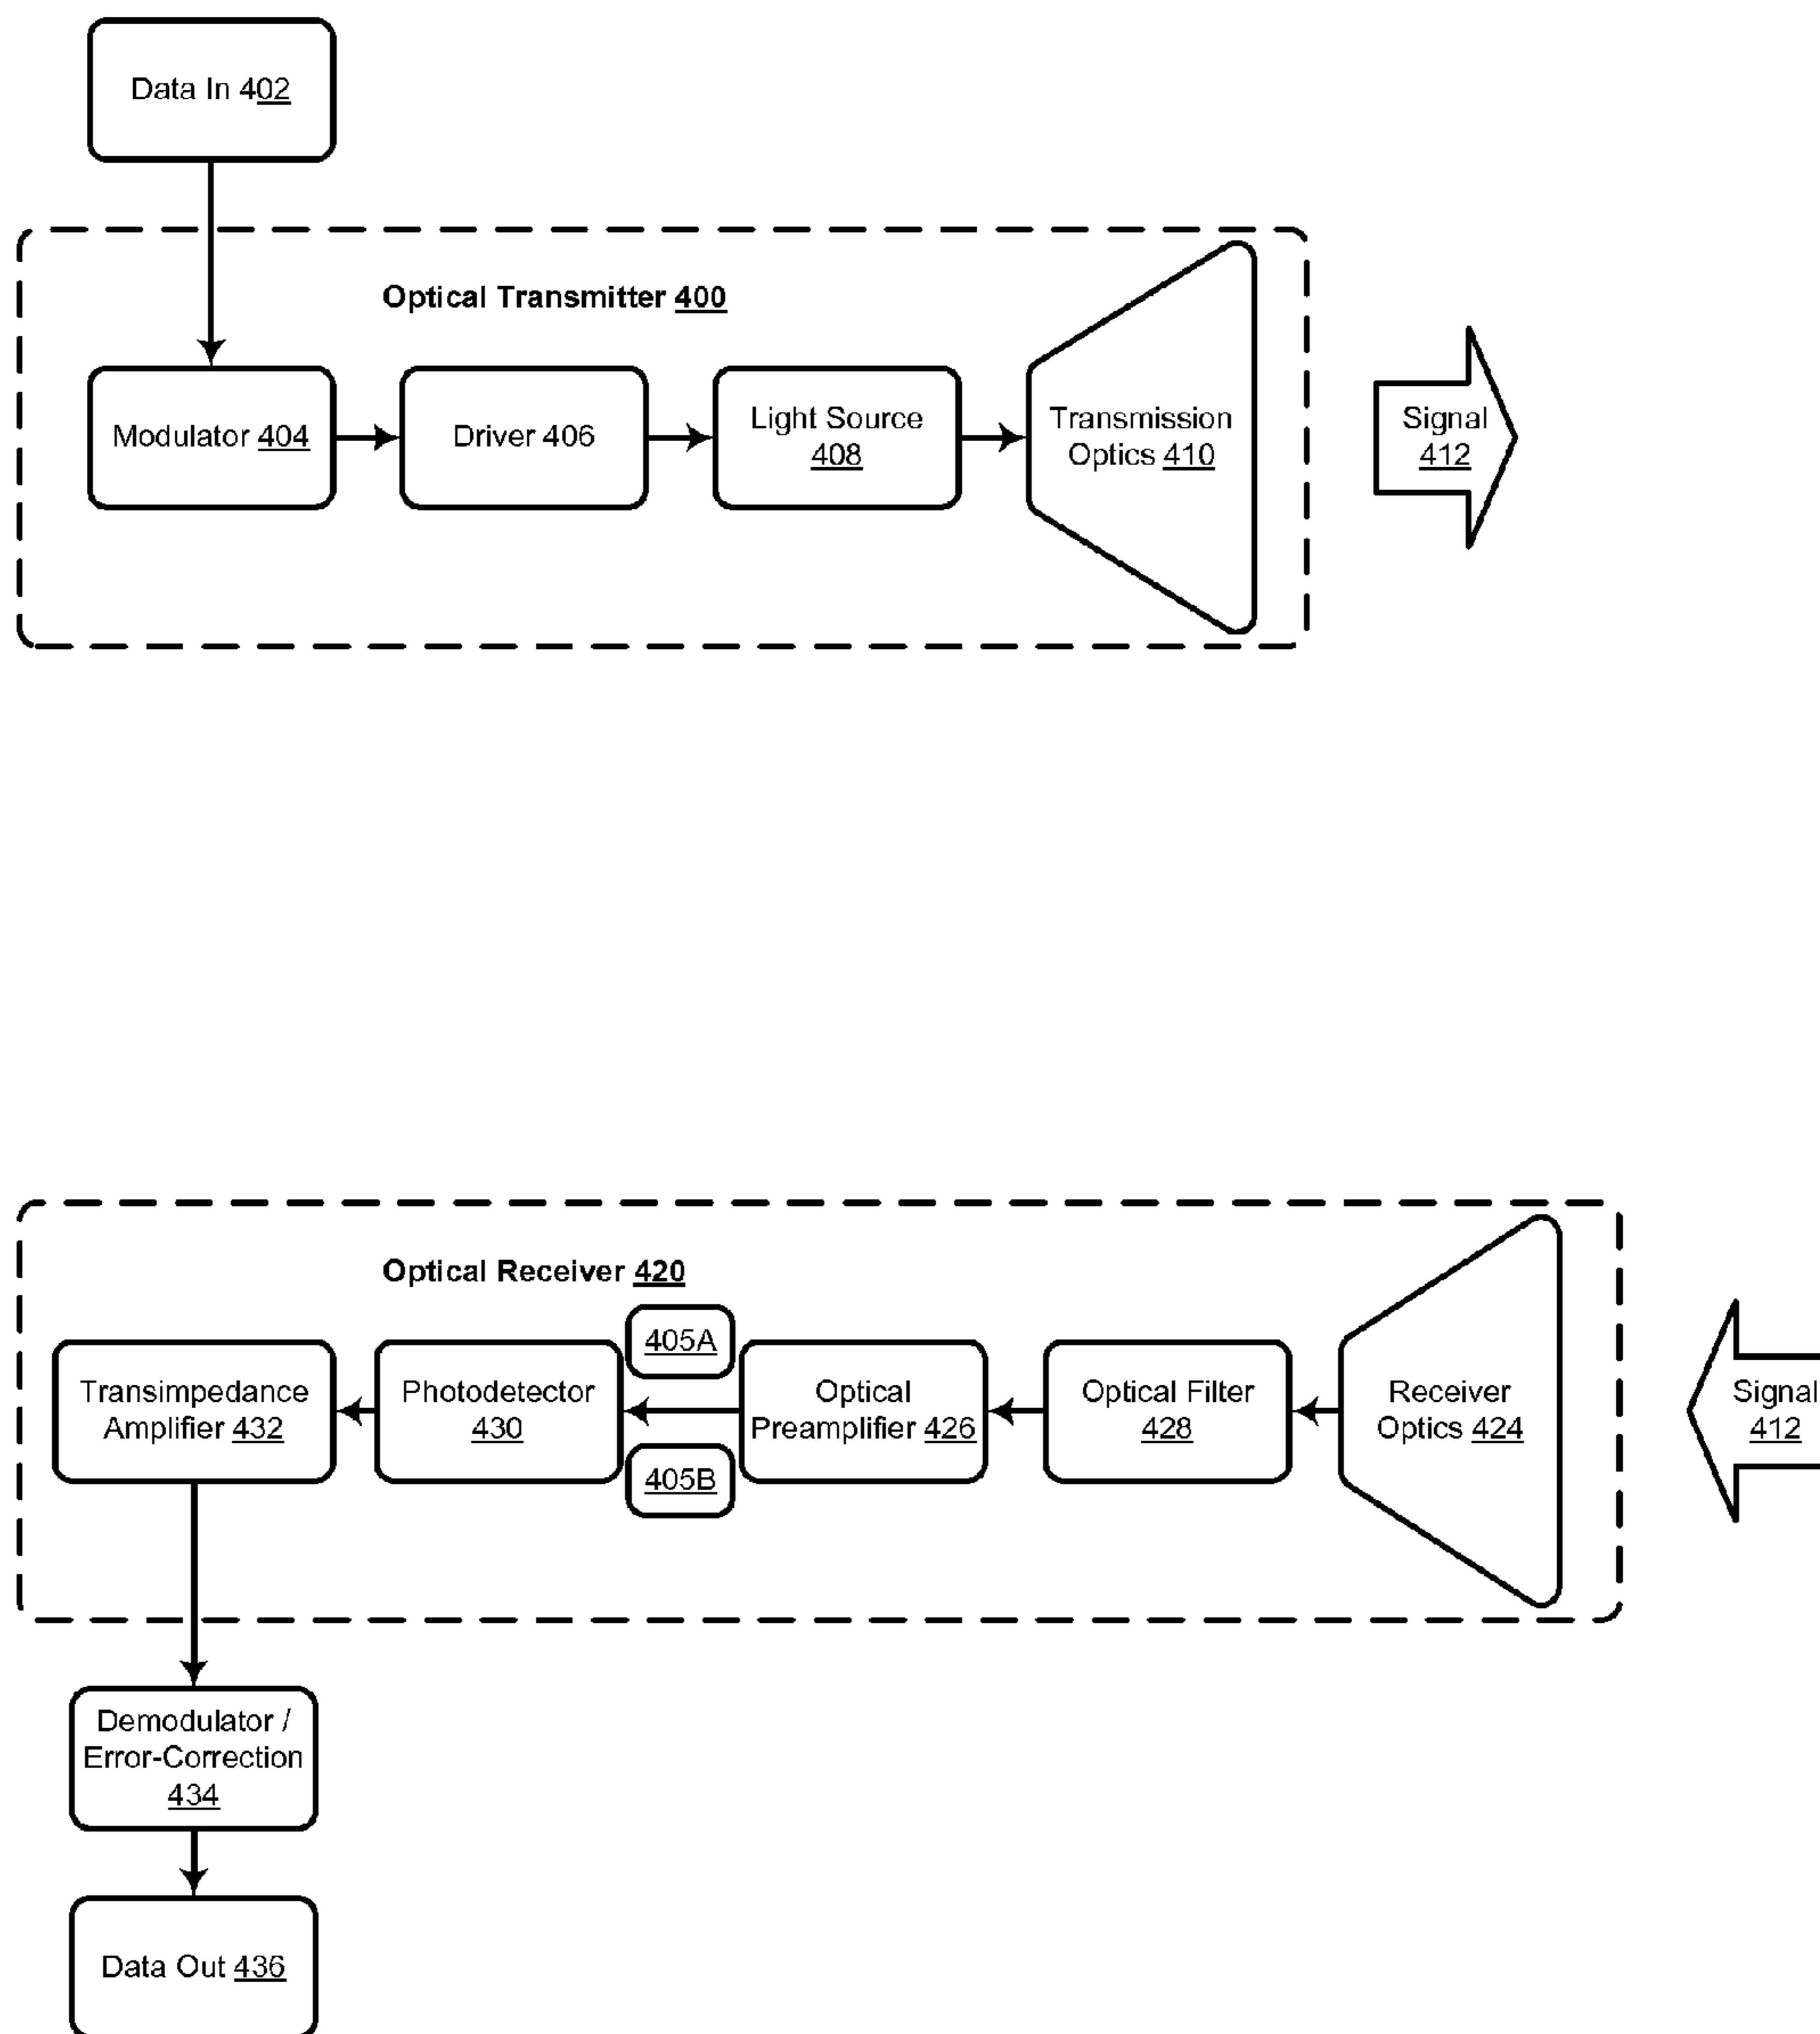 Data In 402
Optical Transmitter 400
Modulator 404
Driver 406
Light Source
408
Transmission
Optics 410
Signal
412
Optical Receiver 420
405A
Transimpedance
Amplifier 432
Photodetector
430
405B
Optical
Preamplifier 426
Optical Filter
428
Receiver
Optics 424
Signal
412
Demodulator /
Error-Correction
434
Data Out 436